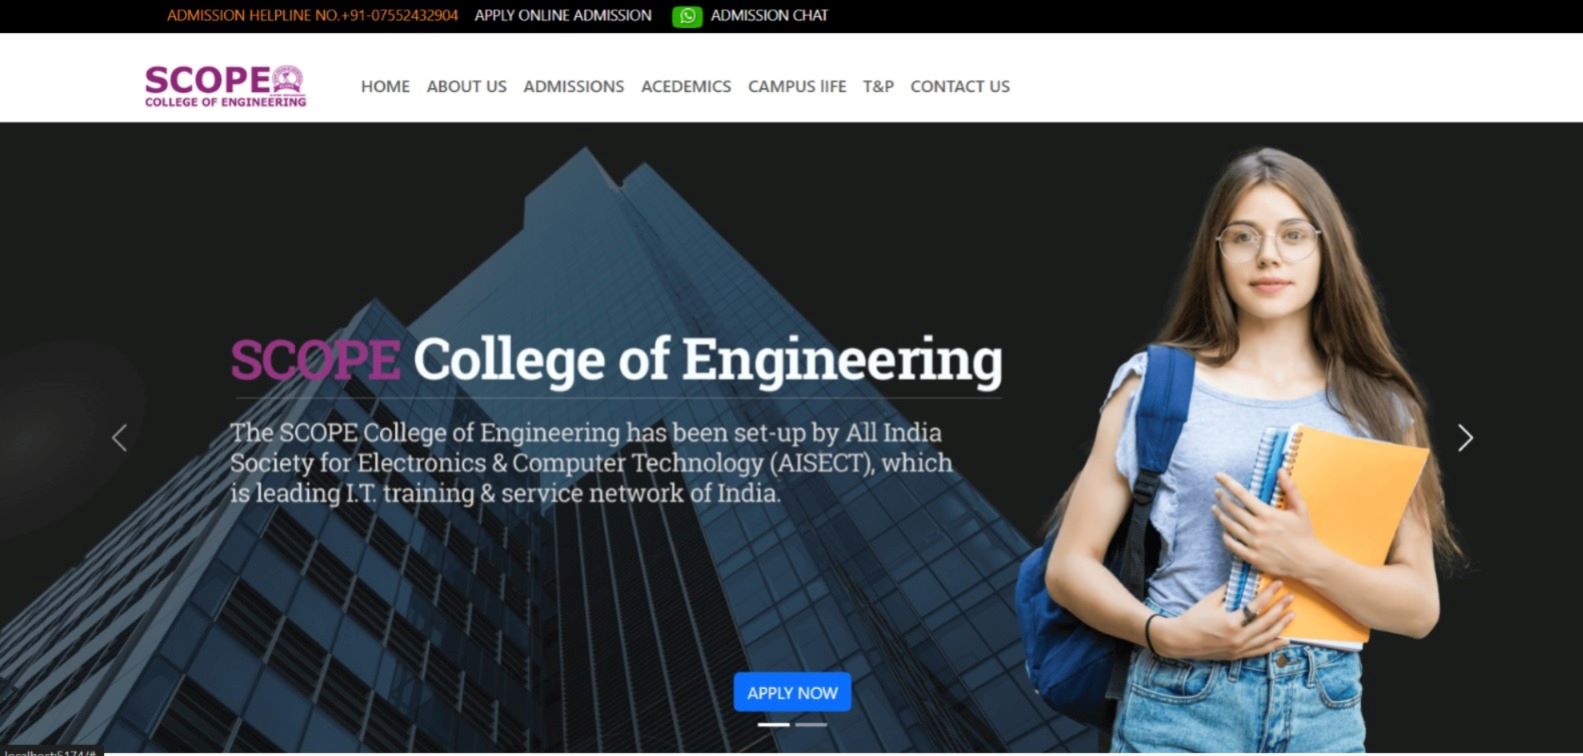 ADMISSION HELPLINE NO.+91-07552432904 APPLY ONLINE ADMISSION ADMISSION CHAT
SCOPE
COLLEGE OF ENGINEERING
HOME ABOUT US ADMISSIONS ACEDEMICS CAMPUS lIFE T&P CONTACT US
SCOPE College of Engineering
The SCOPE College of Engineering has been set-up by All India
Society for Electronics & Computer Technology (AISECT), which
is leading I.T. training & service network of India.
APPLY NOW
localhost:5174/#